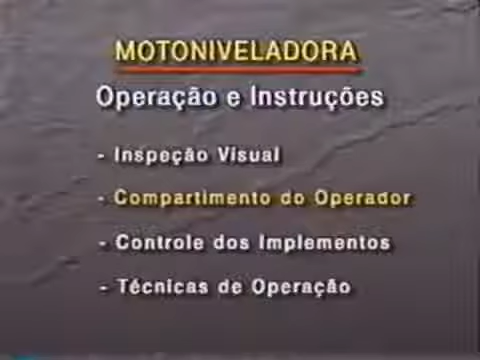 MOTONIVELADORA
Operação e Instruções
- Inspeção Visual
- Compartimento do Operador
- Controle dos Implementos
- Técnicas de Operação